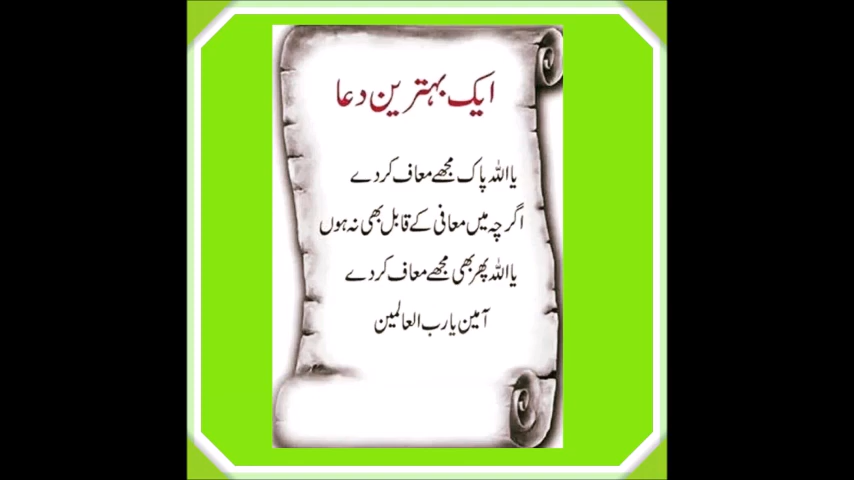 ایک بہترین دعا
یا اللہ پاک مجھے معاف کر دے
اگرچہ میں معافی کے قابل بھی نہ ہوں
یا اللہ پھر بھی مجھے معاف کر دے
آمین یا رب العالمین